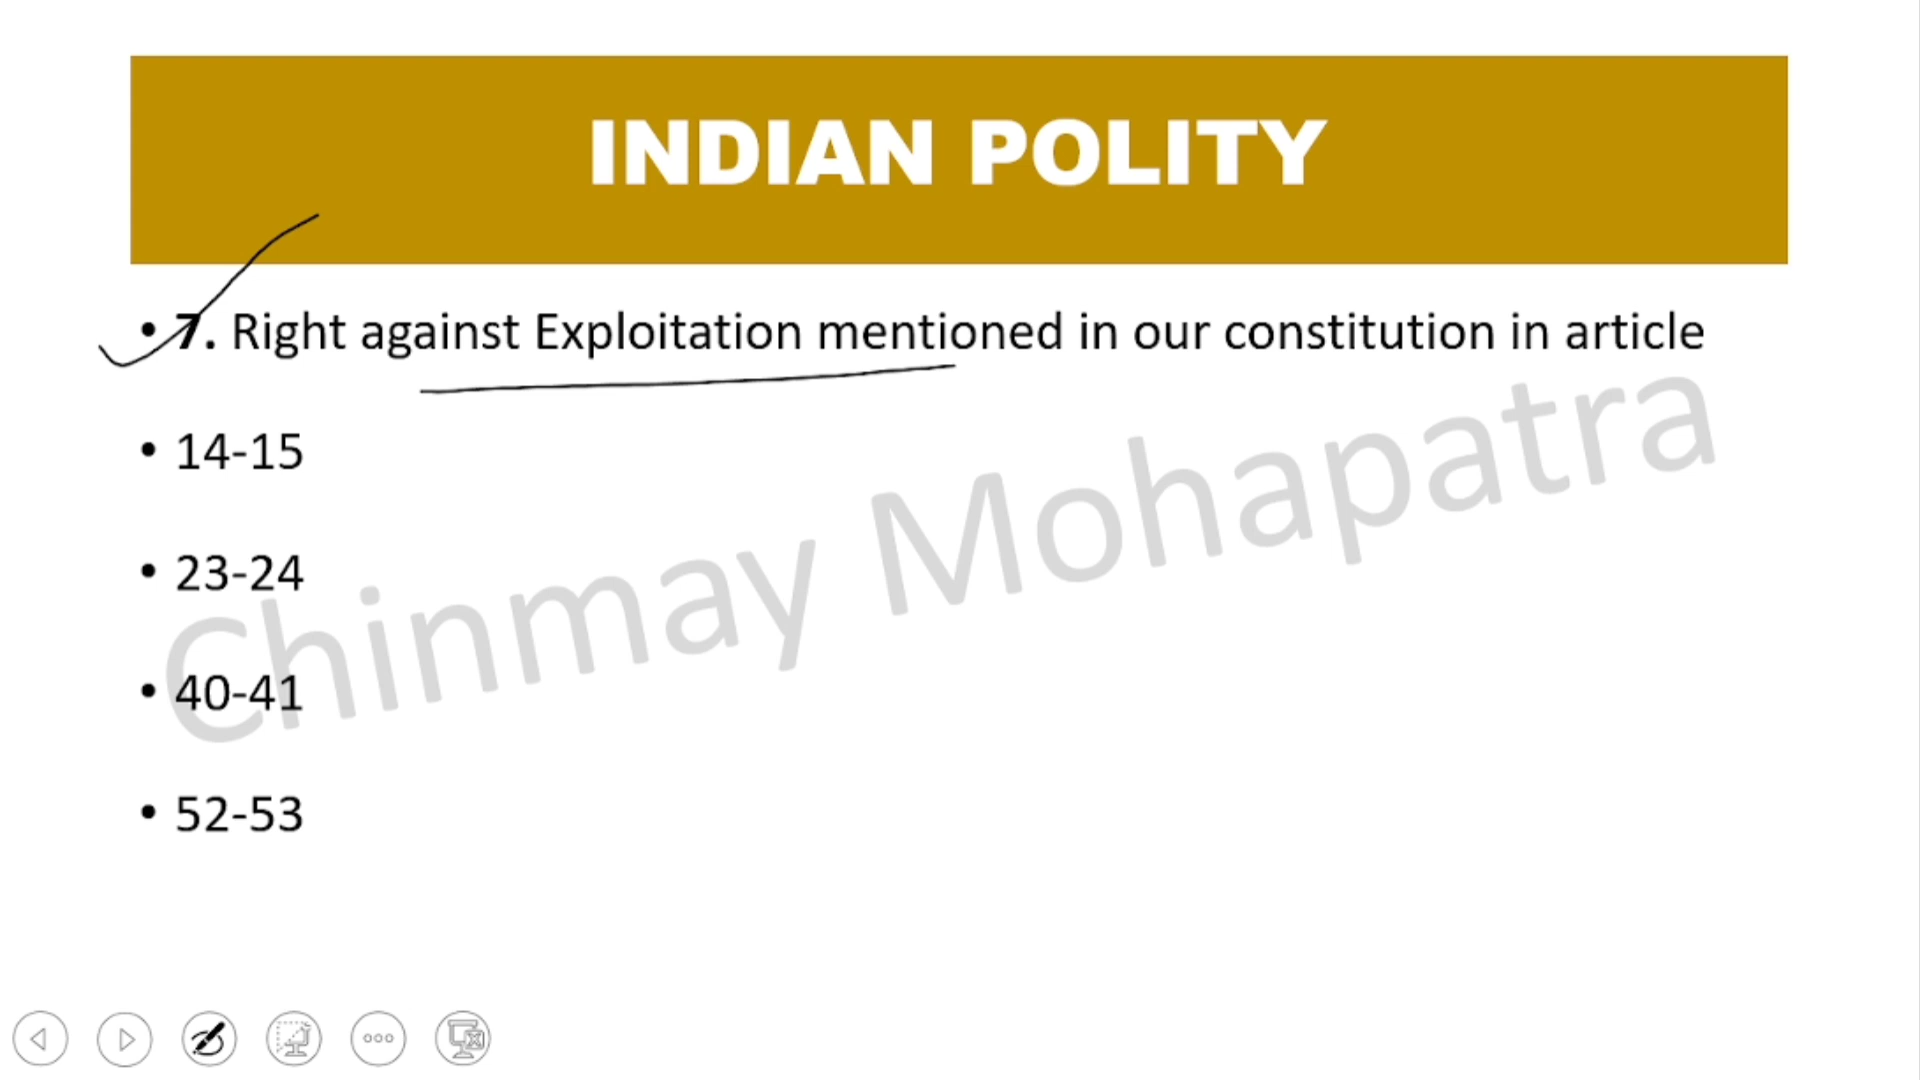 INDIAN POLITY
• 7. Right against Exploitation mentioned in our constitution in article
• 14-15
• 23-24
• 40-41
• 52-53
Chinmay Mohapatra